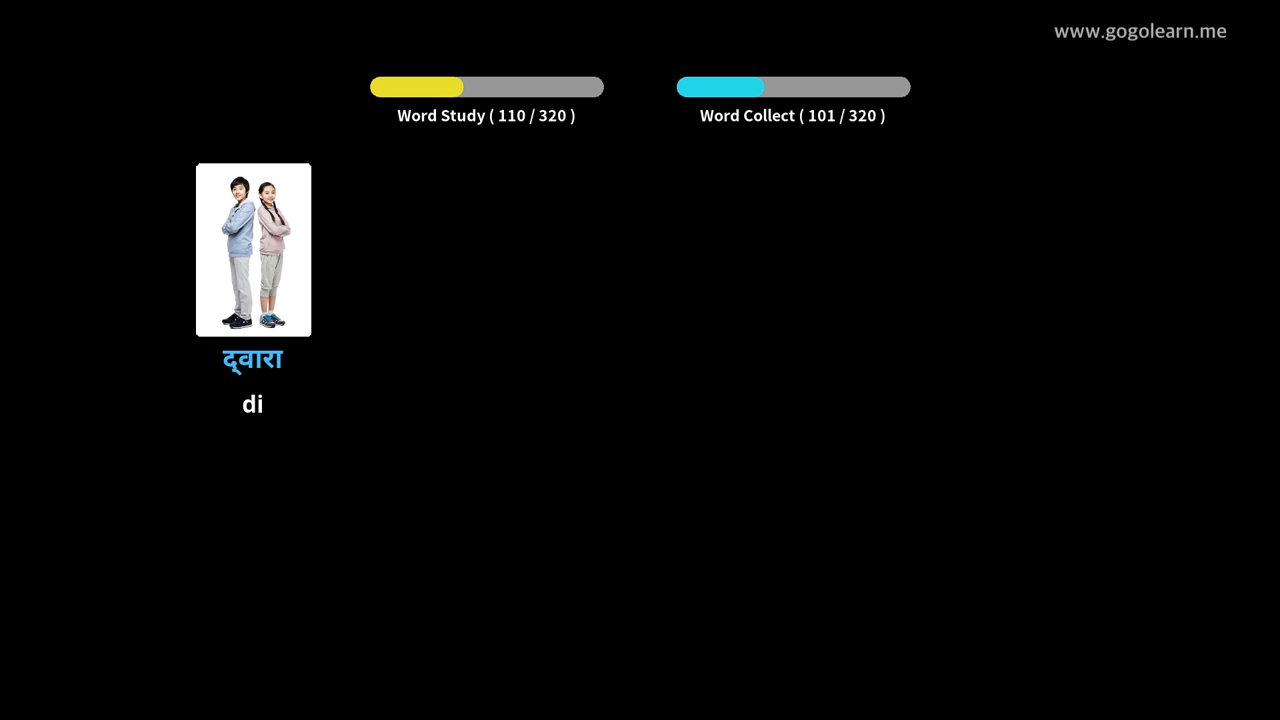 www.gogolearn.me
Word Study ( 110 / 320 )
Word Collect ( 101 / 320 )
द्वारा
di